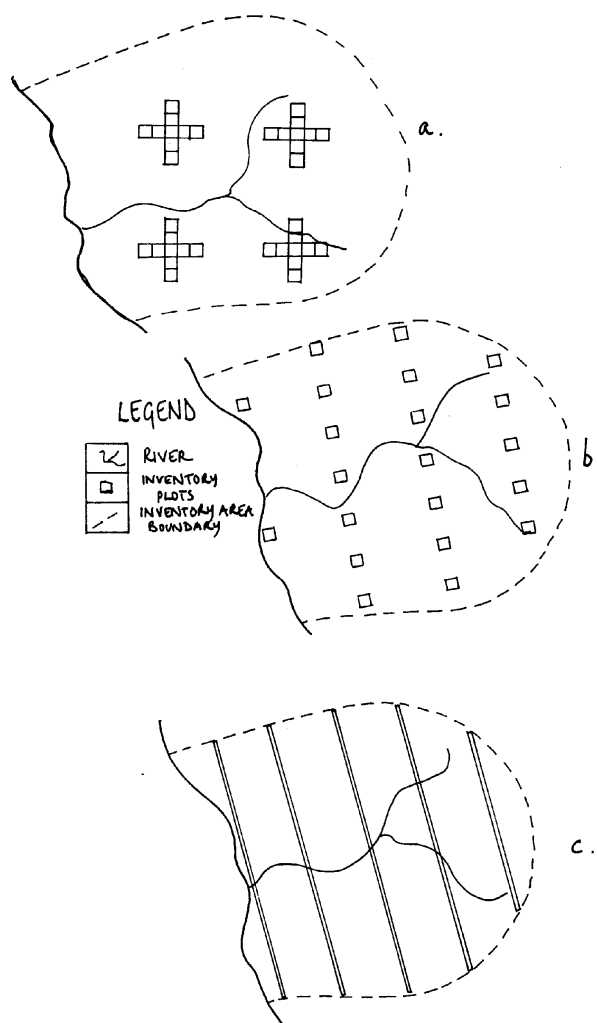 a.
b
LEGEND
RIVER
INVENTORY
PLOTS
INVENTORY AREA
BOUNDARY
c.